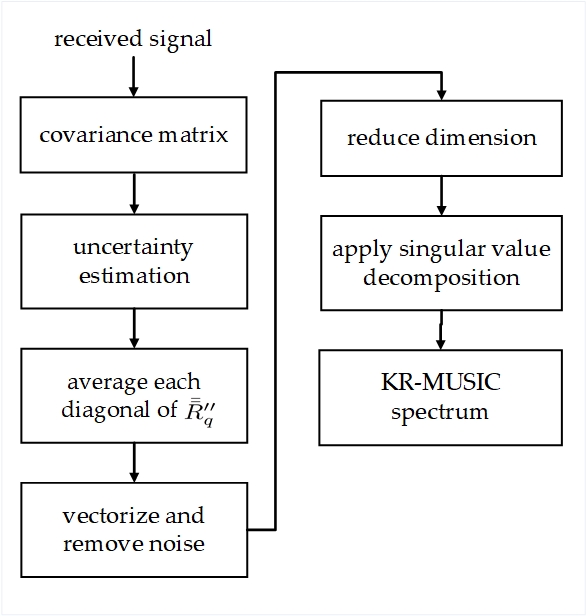 received signal
covariance matrix
uncertainty
estimation
average each
diagonal of $\bar{\bar{R}}''_q$
vectorize and
remove noise
reduce dimension
apply singular value
decomposition
KR-MUSIC
spectrum